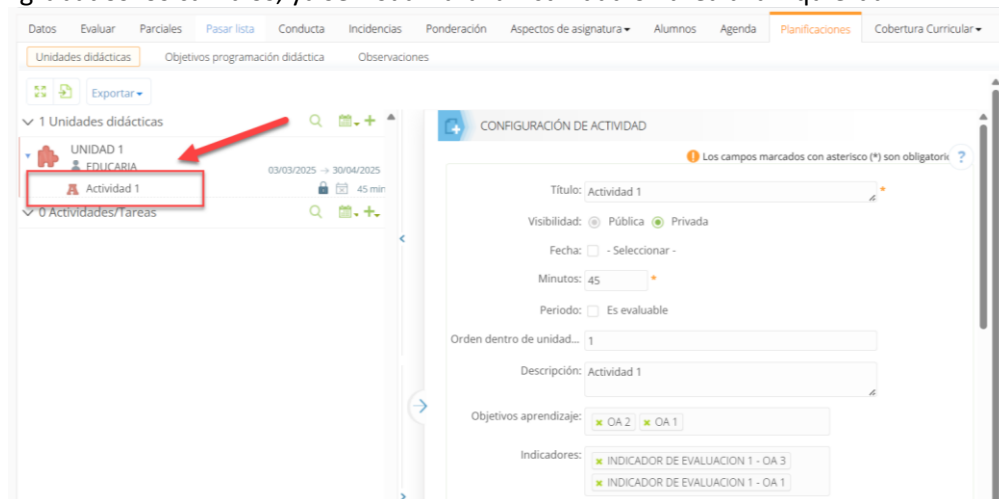 Datos Evaluar Parciales Pasar lista Conducta Incidencias Ponderación Aspectos de asignatura Alumnos Agenda Planificaciones Cobertura Curricular
Unidades didácticas Objetivos programación didáctica Observaciones
Exportar
1 Unidades didácticas
UNIDAD 1
EDUCARIA
03/03/2025 → 30/04/2025
Actividad 1
45 min
0 Actividades/Tareas
CONFIGURACIÓN DE ACTIVIDAD
Los campos marcados con asterisco (*) son obligatori
?
Título: Actividad 1 *
Visibilidad: Pública Privada
Fecha: - Seleccionar -
Minutos: 45 *
Periodo: Es evaluable
Orden dentro de unidad... 1
Descripción: Actividad 1
Objetivos aprendizaje: × OA 2 × OA 1
Indicadores: × INDICADOR DE EVALUACION 1 - OA 3
× INDICADOR DE EVALUACION 1 - OA 1